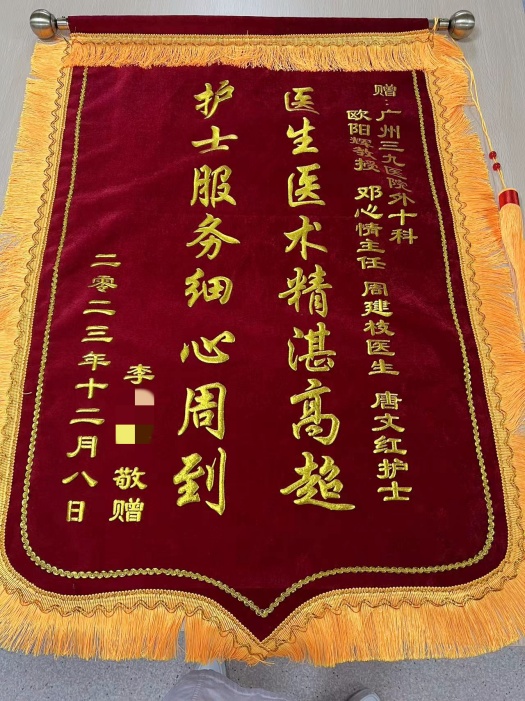 赠：广州三九医院外十科
欧阳辉教授 邓心情主任 周建枝医生 唐文红护士
医生医术精湛高超
护士服务细心周到
李
敬赠
二零二三年十二月八日